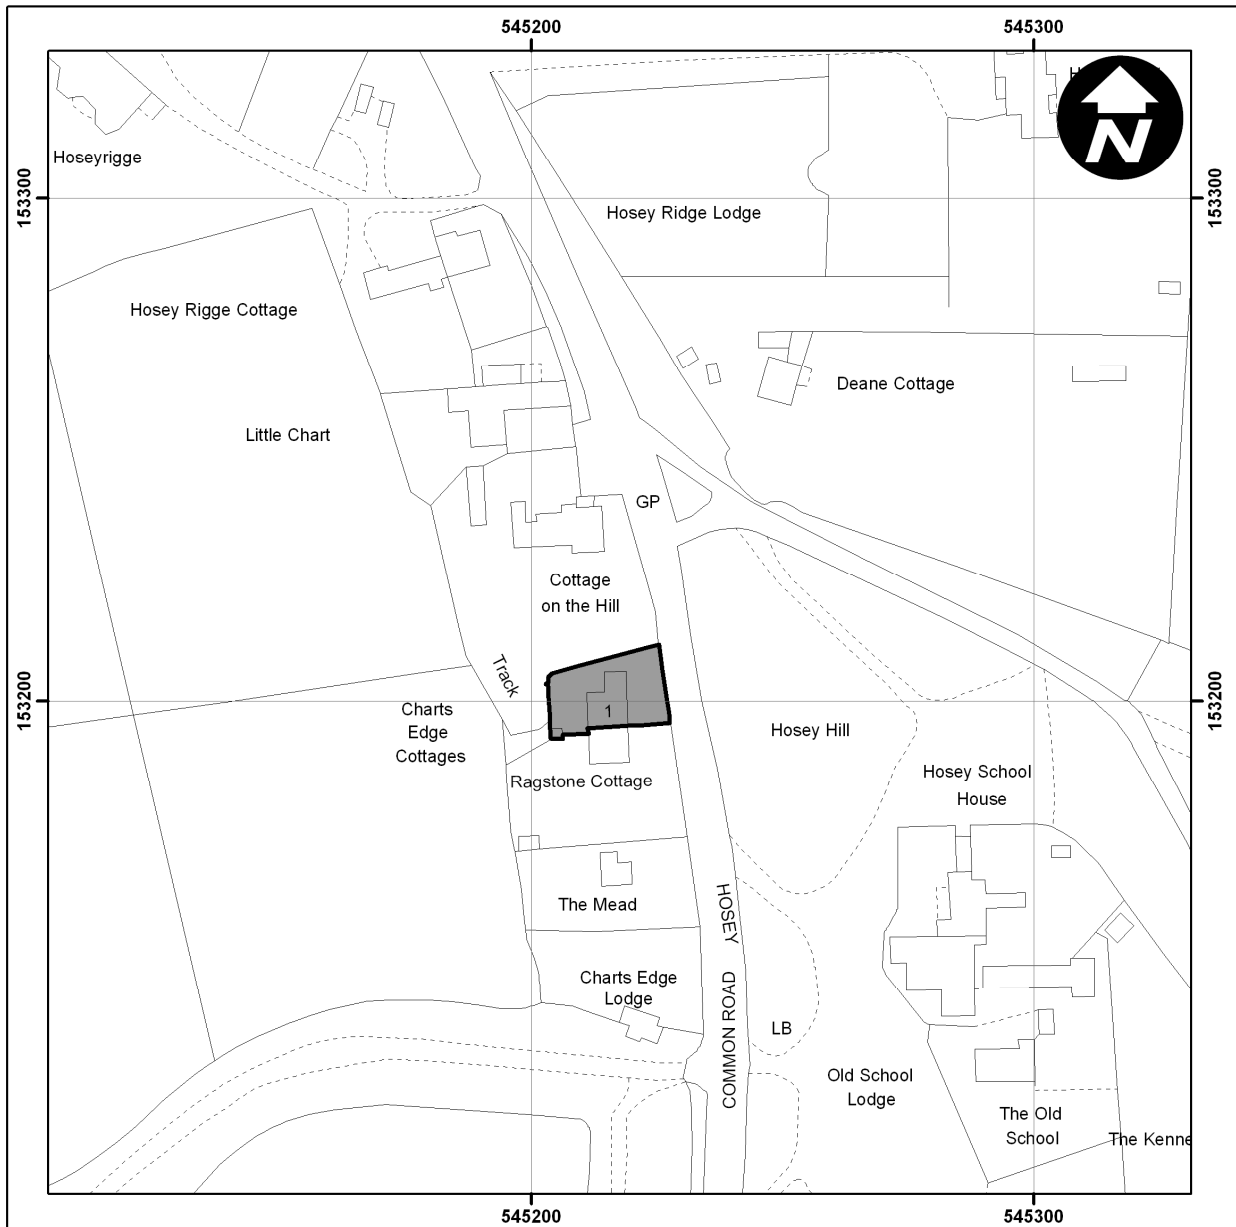 545200
545300
N
Hoseyrigge
153300
153300
Hosey Ridge Lodge
Hosey Rigge Cottage
Deane Cottage
Little Chart
GP
Cottage
on the Hill
Track
153200
153200
1
Charts
Edge
Cottages
Hosey Hill
Ragstone Cottage
Hosey School
House
The Mead
HOSEY
COMMON ROAD
Charts Edge
Lodge
LB
Old School
Lodge
The Old
School
The Kenne
545200
545300